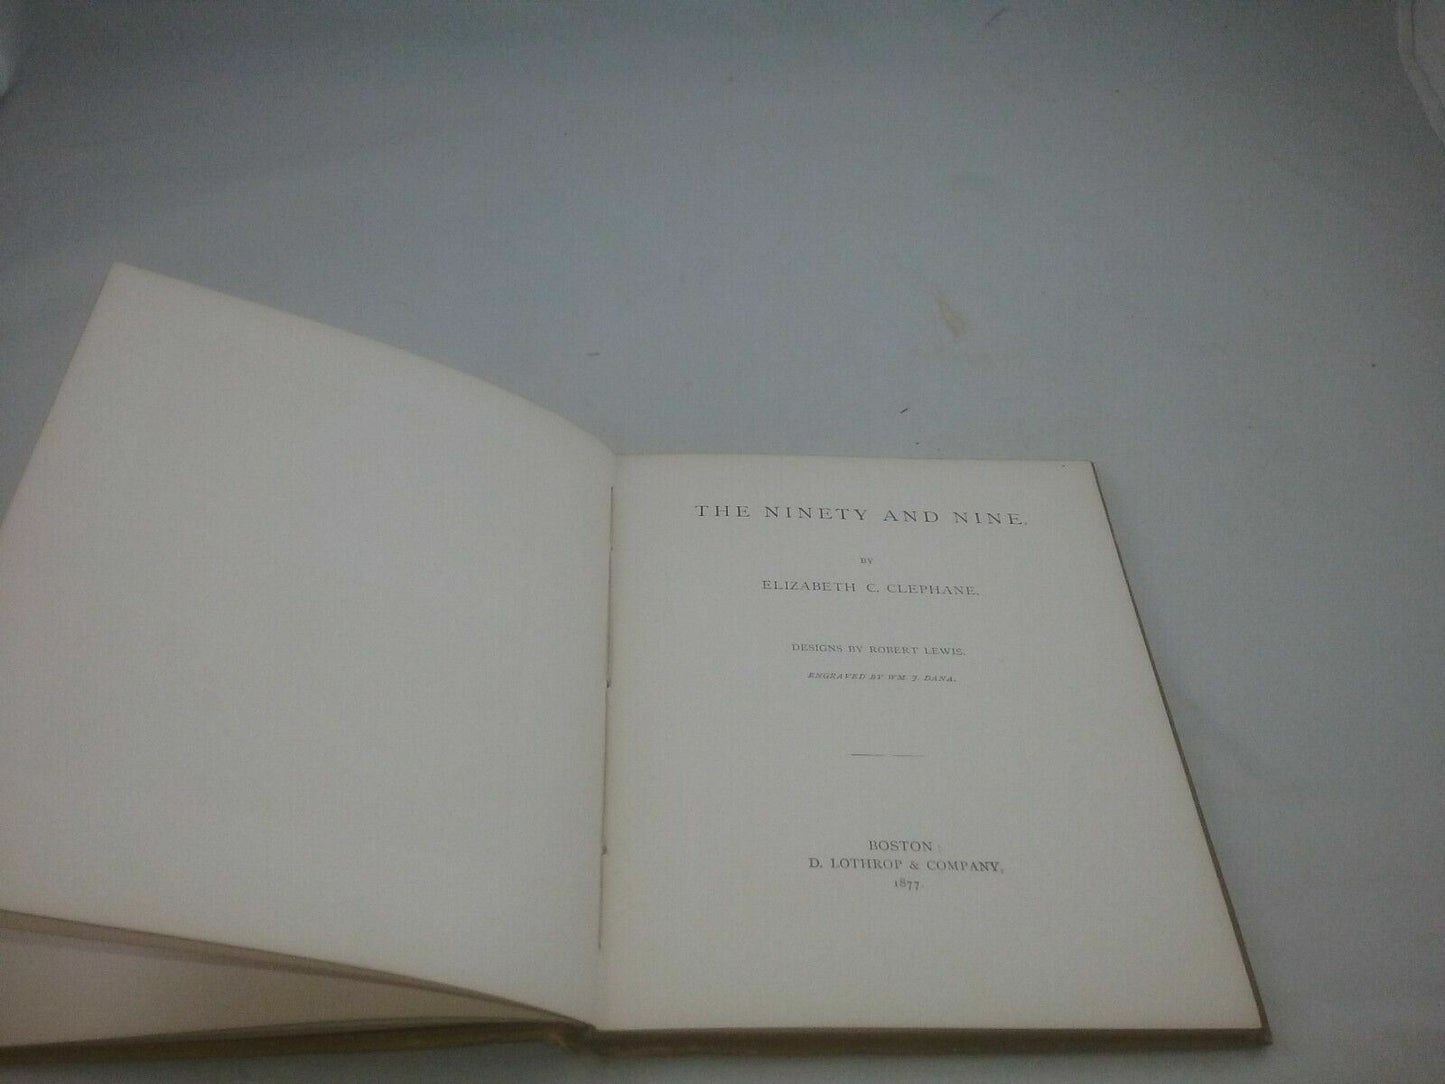 THE NINETY AND NINE.
BY
ELIZABETH C. CLEPHANE.
DESIGNS BY ROBERT LEWIS.
ENGRAVED BY WM. J. DANA.
BOSTON:
D. LOTHROP & COMPANY,
1877.